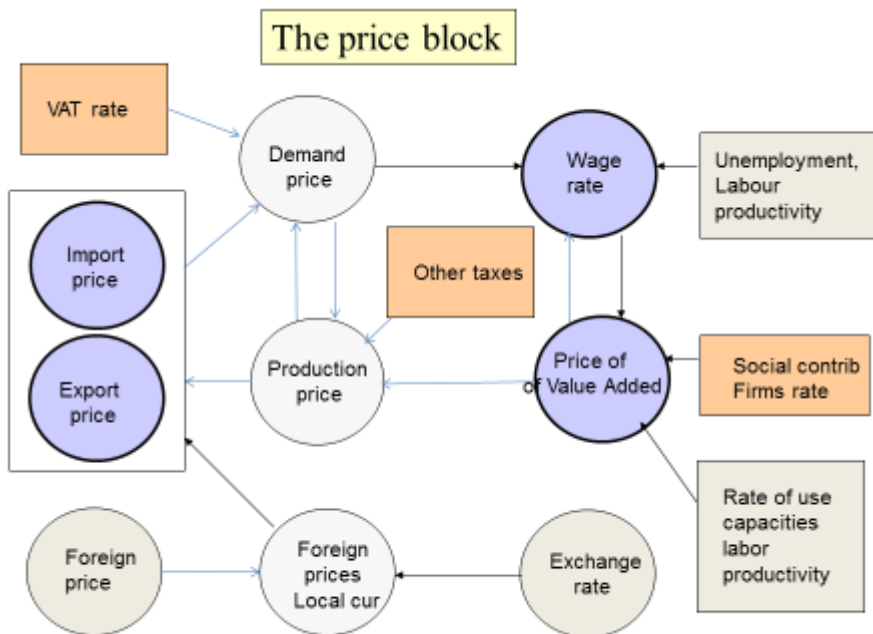 The price block
VAT rate
Demand
price
Wage
rate
Unemployment,
Labour
productivity
Import
price
Other taxes
Export
price
Production
price
Price of
of Value Added
Social contrib
Firms rate
Rate of use
capacities
labor
productivity
Foreign
price
Foreign
prices
Local cur
Exchange
rate